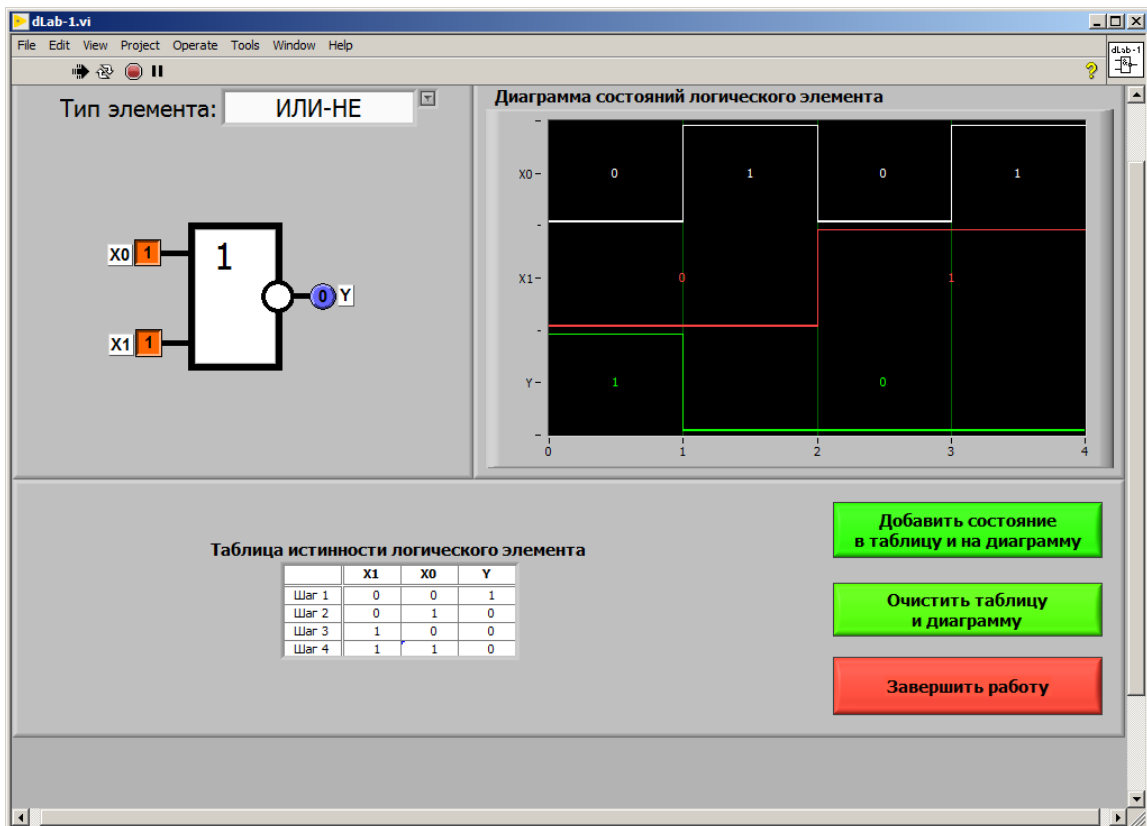 dLab-1.vi
File Edit View Project Operate Tools Window Help
dLab-1
&
Тип элемента: ИЛИ-НЕ
X0 1
1
0 Y
X1 1
Диаграмма состояний логического элемента
X0 0 1 0 1
X1 0 1
Y 1 0
0 1 2 3 4
Таблица истинности логического элемента
X1 X0 Y
Шаг 1 0 0 1
Шаг 2 0 1 0
Шаг 3 1 0 0
Шаг 4 1 1 0
Добавить состояние
в таблицу и на диаграмму
Очистить таблицу
и диаграмму
Завершить работу